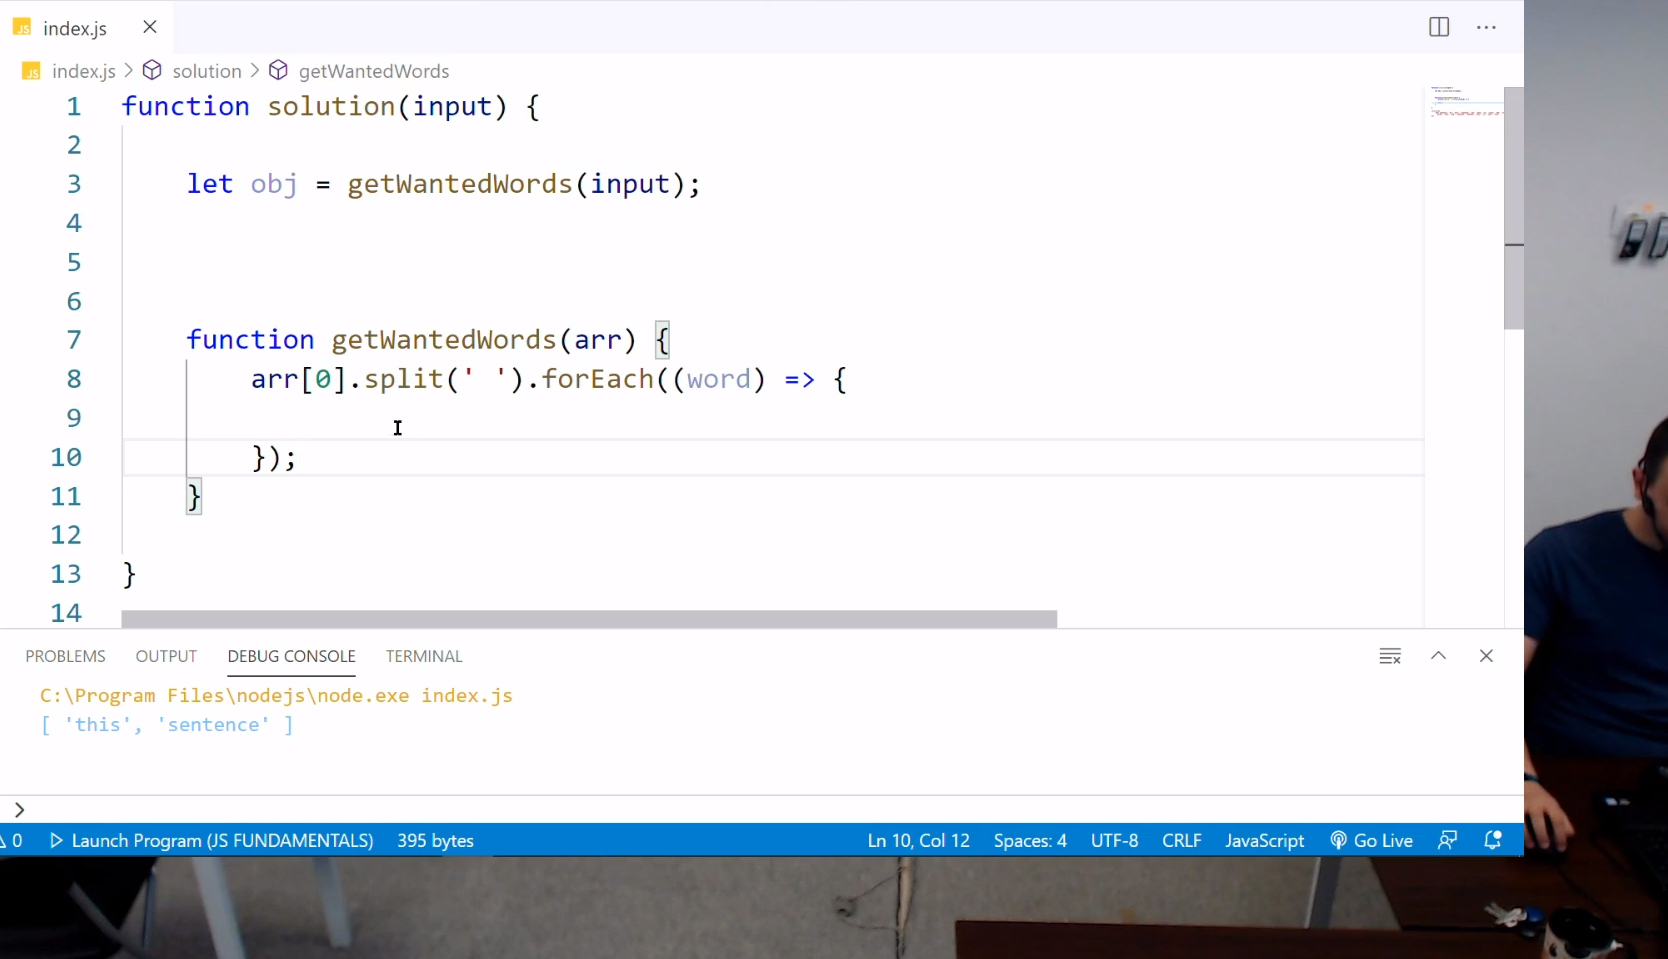 JS index.js
JS index.js > solution > getWantedWords
1 function solution(input) {
2
3 let obj = getWantedWords(input);
4
5
6
7 function getWantedWords(arr) {
8 arr[0].split(' ').forEach((word) => {
9
10 });
11 }
12
13 }
14
PROBLEMS OUTPUT DEBUG CONSOLE TERMINAL
C:\Program Files\nodejs\node.exe index.js
[ 'this', 'sentence' ]
>
0 Launch Program (JS FUNDAMENTALS) 395 bytes Ln 10, Col 12 Spaces: 4 UTF-8 CRLF JavaScript Go Live